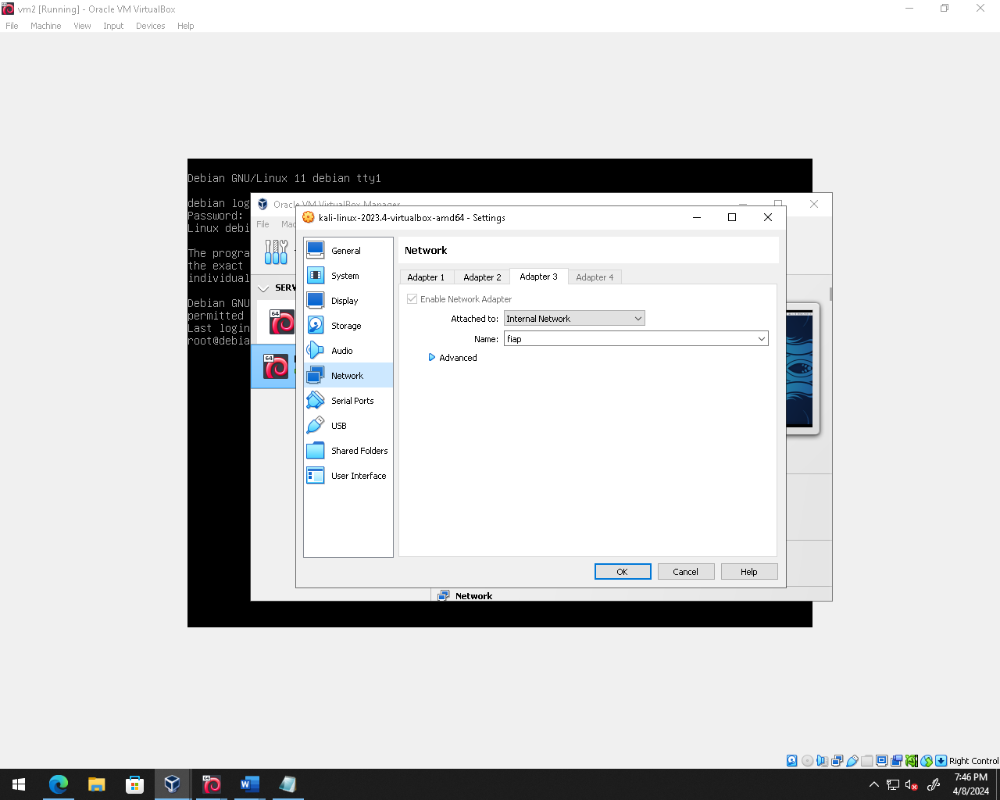 vm2 [Running] - Oracle VM VirtualBox
File Machine View Input Devices Help
Debian GNU/Linux 11 debian tty1
debian log
Password:
Linux debi
The progra
the exact
individual
Debian GNU
permitted
Last login
root@debia
Oracle VM VirtualBox Manager
File Mac
SERV
64
64
kali-linux-2023.4-virtualbox-amd64 - Settings
General
System
Display
Storage
Audio
Network
Serial Ports
USB
Shared Folders
User Interface
Network
Adapter 1 Adapter 2 Adapter 3 Adapter 4
Enable Network Adapter
Attached to: Internal Network
Name: fiap
Advanced
OK Cancel Help
Network
Right Control
7:46 PM
4/8/2024